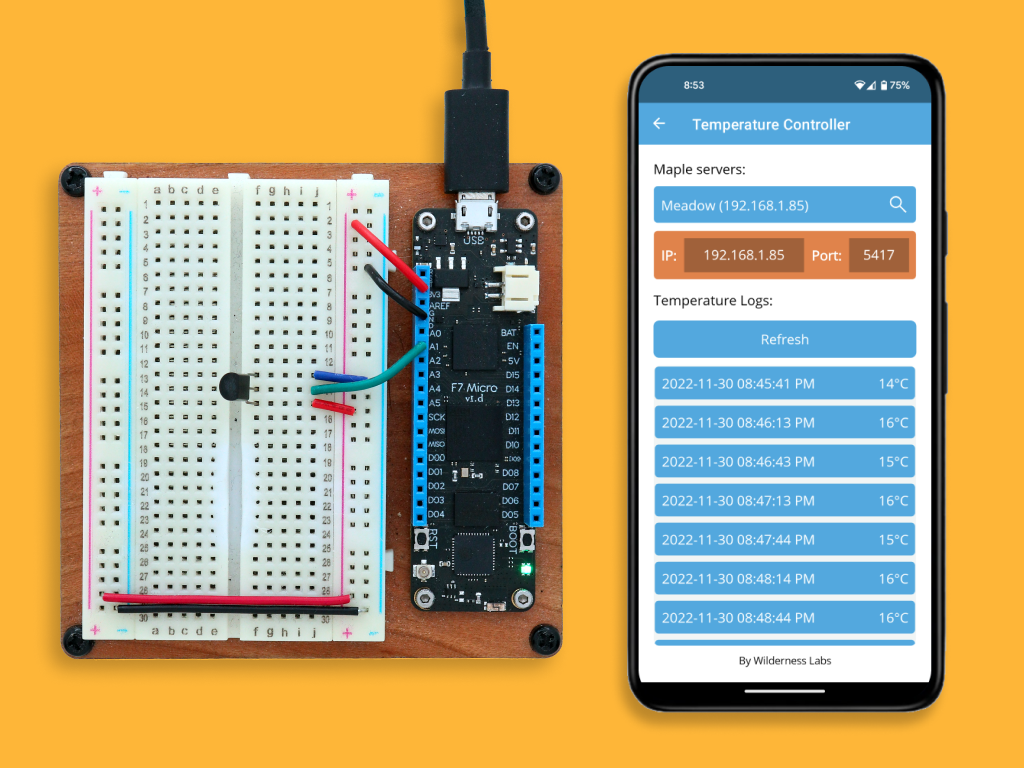 8:53
75%
Temperature Controller
Maple servers:
Meadow (192.168.1.85)
IP: 192.168.1.85 Port: 5417
Temperature Logs:
Refresh
2022-11-30 08:45:41 PM 14°C
2022-11-30 08:46:13 PM 16°C
2022-11-30 08:46:43 PM 15°C
2022-11-30 08:47:13 PM 16°C
2022-11-30 08:47:44 PM 15°C
2022-11-30 08:48:14 PM 16°C
2022-11-30 08:48:44 PM 16°C
By Wilderness Labs
a b c d e f g h i j
1
2
3
4
5
6
7
8
9
10
11
12
13
14
15
16
17
18
19
20
21
22
23
24
25
26
27
28
30
a b c d e f g h i j
USB
3V3
AREF
A0 BAT
A1 EN
A2 5V
A3 D15
A4 D14
A5 D13
F7 Micro
v1.d
SCK D12
MOSI D11
MISO D10
D00 D09
D01 D08
D02 D07
D03 D06
D04 D05
RST BOOT